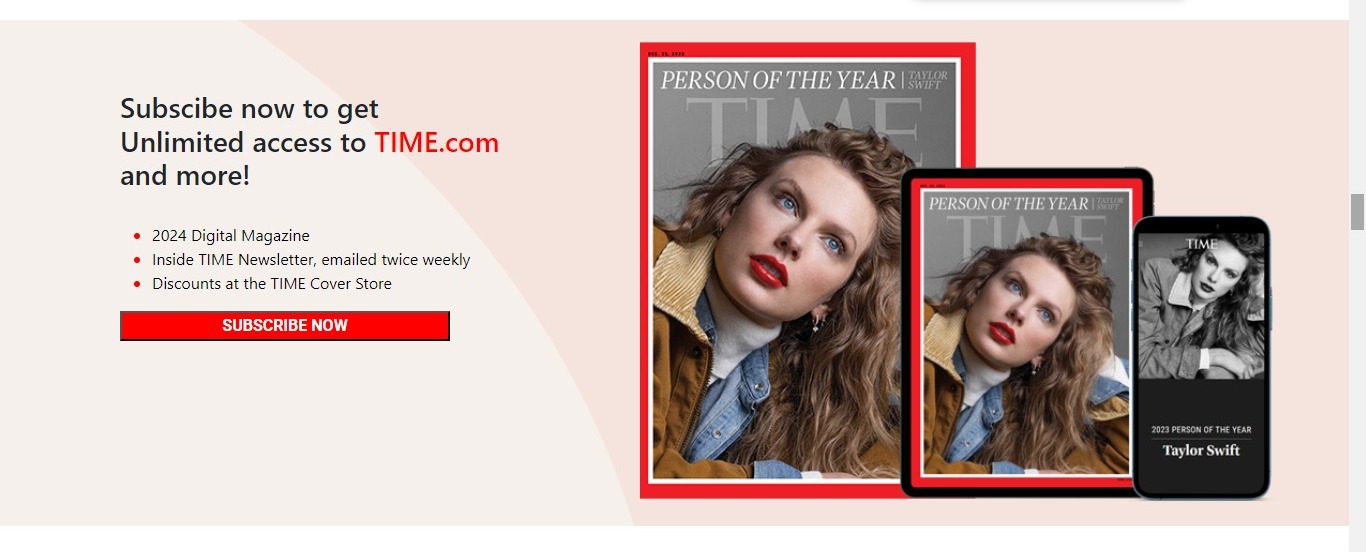 Subscibe now to get
Unlimited access to TIME.com
and more!
2024 Digital Magazine
Inside TIME Newsletter, emailed twice weekly
Discounts at the TIME Cover Store
SUBSCRIBE NOW
PERSON OF THE YEAR | TAYLOR
SWIFT
TIME
PERSON OF THE YEAR | TAYLOR
SWIFT
TIME
TIME
2023 PERSON OF THE YEAR
Taylor Swift